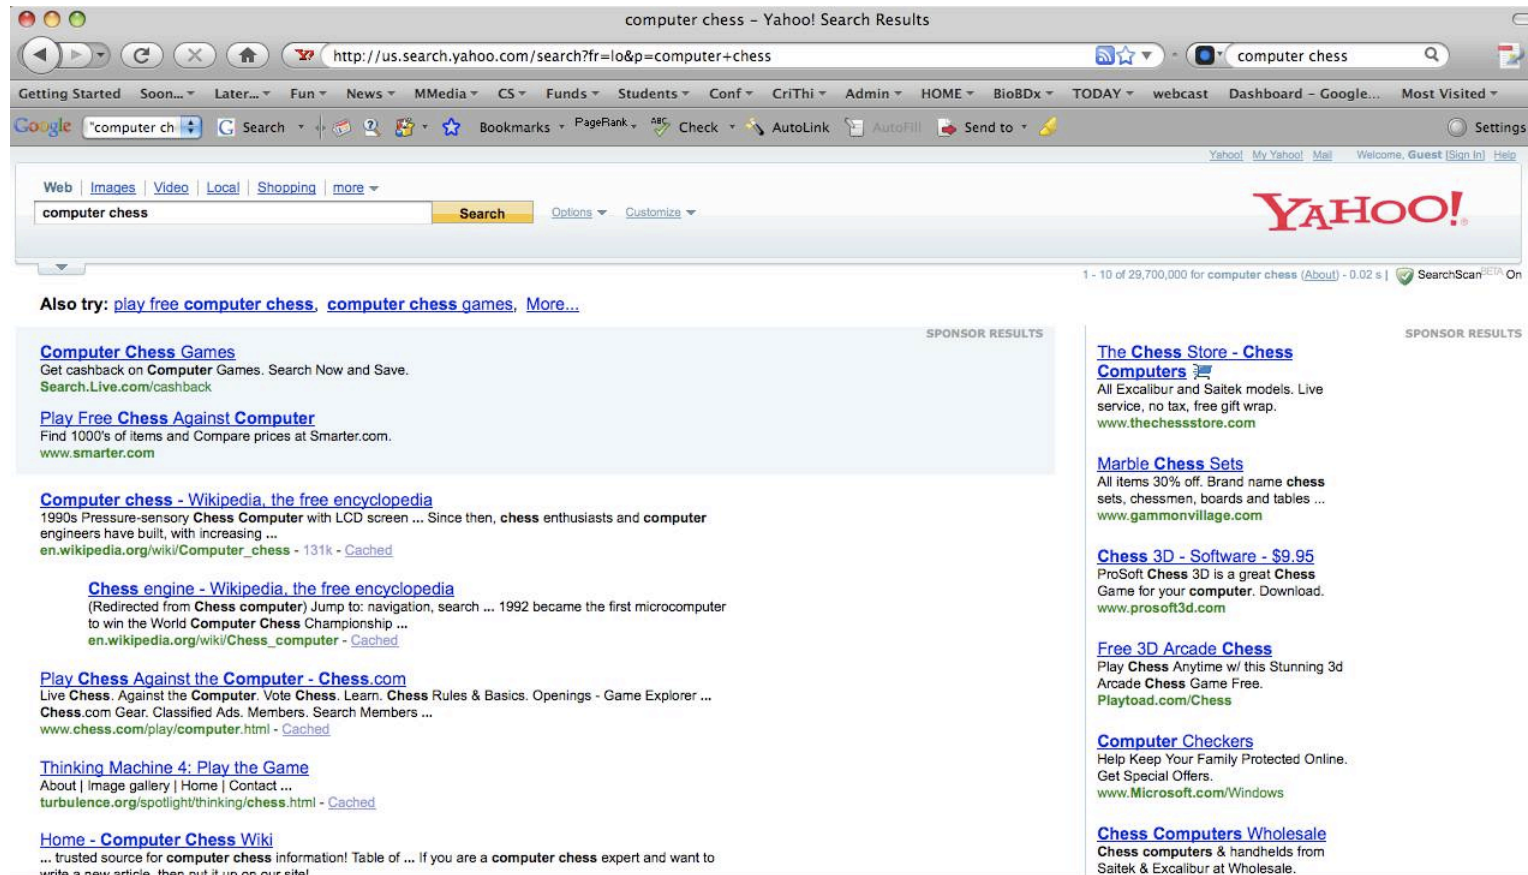 computer chess – Yahoo! Search Results
http://us.search.yahoo.com/search?fr=lo&p=computer+chess
computer chess
Getting Started Soon... Later... Fun News MMedia CS Funds Students Conf CriThi Admin HOME BioBDx TODAY webcast Dashboard – Google... Most Visited
Google "computer ch G Search Bookmarks PageRank ABC Check AutoLink AutoFill Send to Settings
Yahoo! My Yahoo! Mail Welcome, Guest [Sign In] Help
Web | Images | Video | Local | Shopping | more
computer chess Search Options Customize
YAHOO!
1 - 10 of 29,700,000 for computer chess (About) - 0.02 s | SearchScan BETA On
Also try: play free computer chess, computer chess games, More...
SPONSOR RESULTS
Computer Chess Games
Get cashback on Computer Games. Search Now and Save.
Search.Live.com/cashback
Play Free Chess Against Computer
Find 1000's of items and Compare prices at Smarter.com.
www.smarter.com
Computer chess - Wikipedia, the free encyclopedia
1990s Pressure-sensory Chess Computer with LCD screen ... Since then, chess enthusiasts and computer
engineers have built, with increasing ...
en.wikipedia.org/wiki/Computer_chess - 131k - Cached
Chess engine - Wikipedia, the free encyclopedia
(Redirected from Chess computer) Jump to: navigation, search ... 1992 became the first microcomputer
to win the World Computer Chess Championship ...
en.wikipedia.org/wiki/Chess_computer - Cached
Play Chess Against the Computer - Chess.com
Live Chess. Against the Computer. Vote Chess. Learn. Chess Rules & Basics. Openings - Game Explorer ...
Chess.com Gear. Classified Ads. Members. Search Members ...
www.chess.com/play/computer.html - Cached
Thinking Machine 4: Play the Game
About | Image gallery | Home | Contact ...
turbulence.org/spotlight/thinking/chess.html - Cached
Home - Computer Chess Wiki
... trusted source for computer chess information! Table of ... If you are a computer chess expert and want to
write a new article, then put it up on our site!
SPONSOR RESULTS
The Chess Store - Chess
Computers
All Excalibur and Saitek models. Live
service, no tax, free gift wrap.
www.thechessstore.com
Marble Chess Sets
All items 30% off. Brand name chess
sets, chessmen, boards and tables ...
www.gammonvillage.com
Chess 3D - Software - $9.95
ProSoft Chess 3D is a great Chess
Game for your computer. Download.
www.prosoft3d.com
Free 3D Arcade Chess
Play Chess Anytime w/ this Stunning 3d
Arcade Chess Game Free.
Playtoad.com/Chess
Computer Checkers
Help Keep Your Family Protected Online.
Get Special Offers.
www.Microsoft.com/Windows
Chess Computers Wholesale
Chess computers & handhelds from
Saitek & Excalibur at Wholesale.